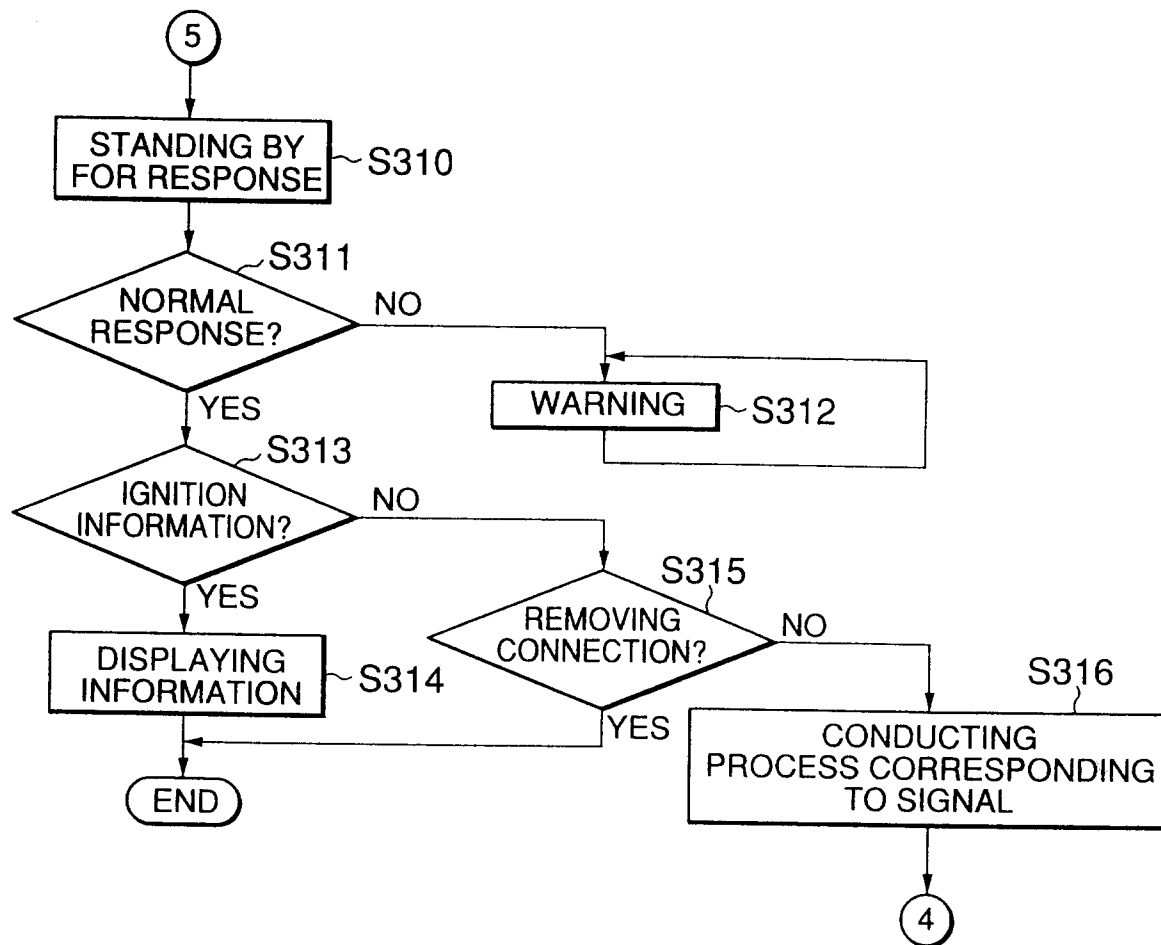 5
STANDING BY
FOR RESPONSE
S310
S311
NORMAL
RESPONSE?
NO
YES
WARNING
S312
S313
IGNITION
INFORMATION?
NO
YES
S315
REMOVING
CONNECTION?
NO
YES
DISPLAYING
INFORMATION
S314
S316
CONDUCTING
PROCESS CORRESPONDING
TO SIGNAL
END
4